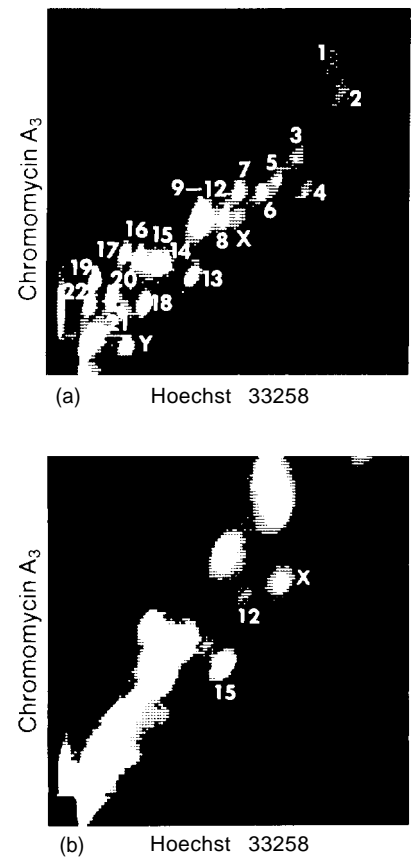 1
2
3
7
5
9–12
4
6
8 X
16 15
17
14
13
19
20
22
18
21
Y
Chromomycin A3
(a) Hoechst 33258
X
12
15
Chromomycin A3
(b) Hoechst 33258